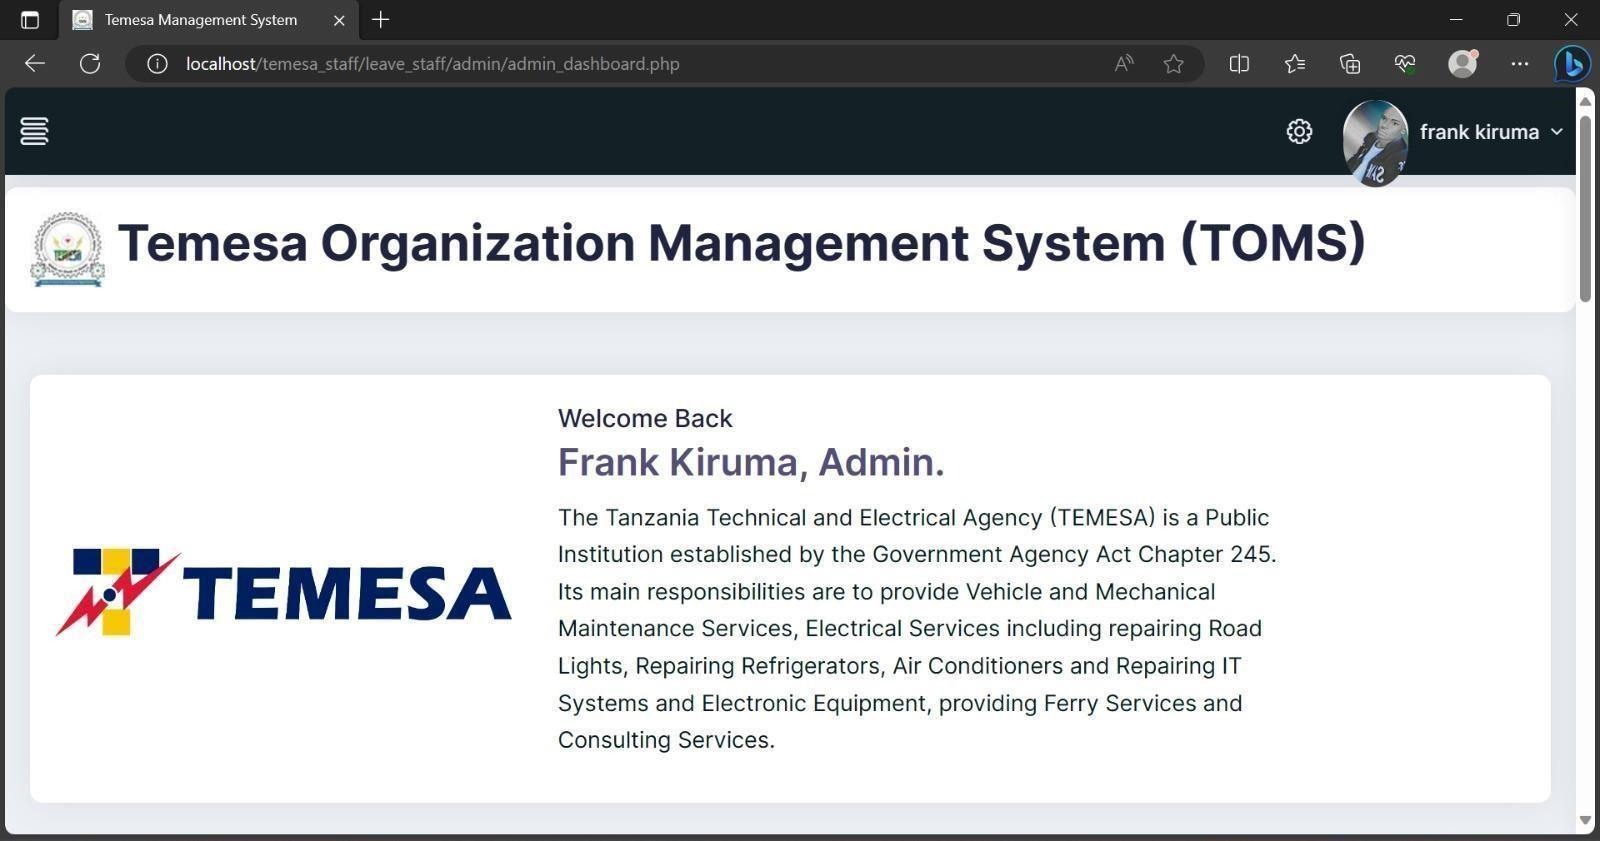 Temesa Management System
localhost/temesa_staff/leave_staff/admin/admin_dashboard.php
frank kiruma
Temesa Organization Management System (TOMS)
Welcome Back
Frank Kiruma, Admin.
The Tanzania Technical and Electrical Agency (TEMESA) is a Public
Institution established by the Government Agency Act Chapter 245.
Its main responsibilities are to provide Vehicle and Mechanical
Maintenance Services, Electrical Services including repairing Road
Lights, Repairing Refrigerators, Air Conditioners and Repairing IT
Systems and Electronic Equipment, providing Ferry Services and
Consulting Services.
TEMESA